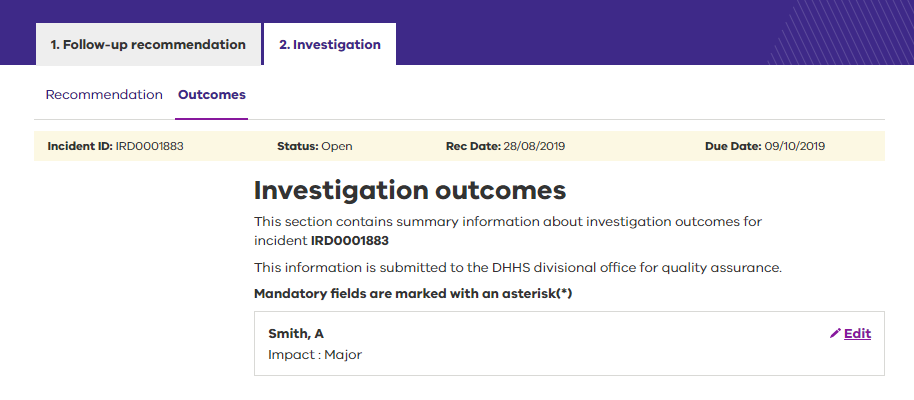 1. Follow-up recommendation
2. Investigation
Recommendation
Outcomes
Incident ID: IRD0001883
Status: Open
Rec Date: 28/08/2019
Due Date: 09/10/2019
Investigation outcomes
This section contains summary information about investigation outcomes for
incident IRD0001883
This information is submitted to the DHHS divisional office for quality assurance.
Mandatory fields are marked with an asterisk(*)
Smith, A
Edit
Impact : Major